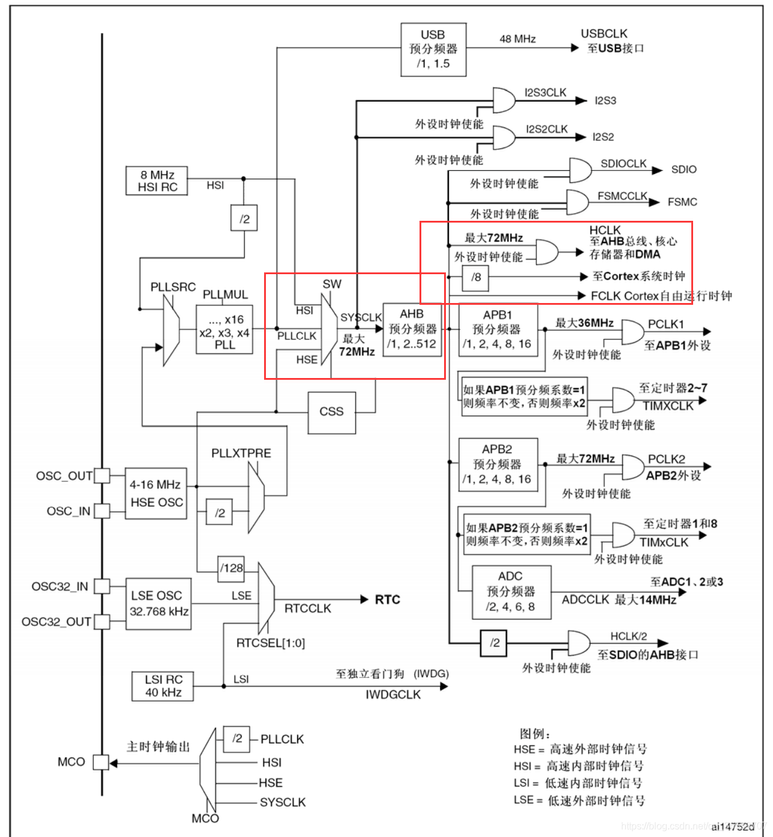 USB
预分频器
/1, 1.5
48 MHz
USBCLK
至USB接口
I2S3CLK
I2S3
外设时钟使能
I2S2CLK
I2S2
外设时钟使能
8 MHz
HSI RC
HSI
SDIOCLK
SDIO
外设时钟使能
FSMCCLK
FSMC
外设时钟使能
/2
最大72MHz
外设时钟使能
HCLK
至AHB总线、核心
存储器和DMA
/8
至Cortex系统时钟
FCLK Cortex自由运行时钟
PLLSRC
PLLMUL
..., x16
x2, x3, x4
PLL
SW
HSI
PLLCLK
HSE
SYSCLK
最大
72MHz
AHB
预分频器
/1, 2..512
APB1
预分频器
/1, 2, 4, 8, 16
最大36MHz
PCLK1
至APB1外设
外设时钟使能
如果APB1预分频系数=1
则频率不变，否则频率x2
至定时器2~7
TIMXCLK
外设时钟使能
CSS
PLLXTPRE
OSC_OUT
OSC_IN
4-16 MHz
HSE OSC
/2
APB2
预分频器
/1, 2, 4, 8, 16
最大72MHz
PCLK2
APB2外设
外设时钟使能
如果APB2预分频系数=1
则频率不变，否则频率x2
至定时器1和8
TIMxCLK
外设时钟使能
/128
OSC32_IN
OSC32_OUT
LSE OSC
32.768 kHz
LSE
RTCCLK
RTC
RTCSEL[1:0]
ADC
预分频器
/2, 4, 6, 8
至ADC1、2或3
ADCCLK 最大14MHz
/2
HCLK/2
至SDIO的AHB接口
外设时钟使能
LSI RC
40 kHz
LSI
至独立看门狗 (IWDG)
IWDGCLK
MCO
主时钟输出
/2
PLLCLK
HSI
HSE
SYSCLK
MCO
图例：
HSE = 高速外部时钟信号
HSI = 高速内部时钟信号
LSI = 低速内部时钟信号
LSE = 低速外部时钟信号
ai14752d